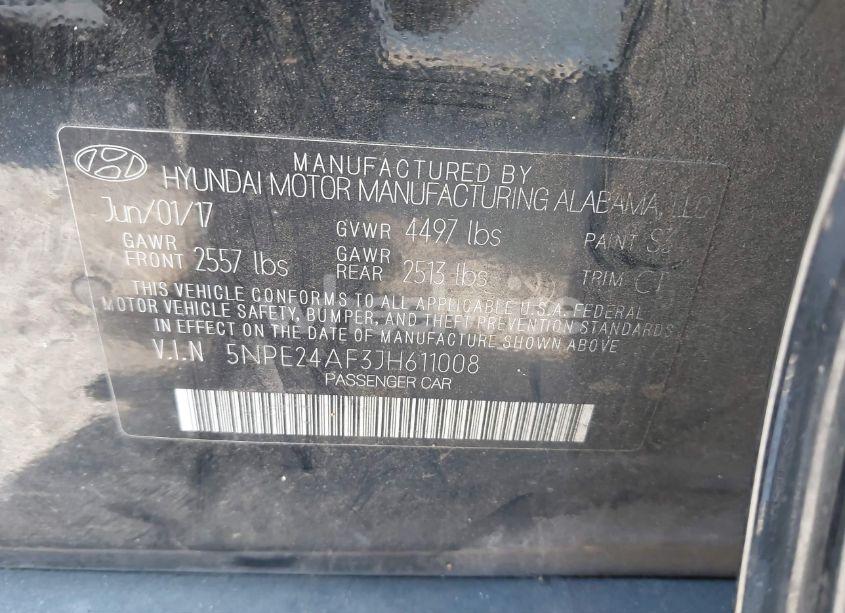 MANUFACTURED BY
HYUNDAI MOTOR MANUFACTURING ALABAMA, LLC
Jun/01/17 GVWR 4497 lbs PAINT
GAWR FRONT 2557 lbs GAWR REAR 2513 lbs TRIM
THIS VEHICLE CONFORMS TO ALL APPLICABLE U.S.A. FEDERAL
MOTOR VEHICLE SAFETY, BUMPER, AND THEFT PREVENTION STANDARDS
IN EFFECT ON THE DATE OF MANUFACTURE SHOWN ABOVE
V.I.N 5NPE24AF3JH611008
PASSENGER CAR